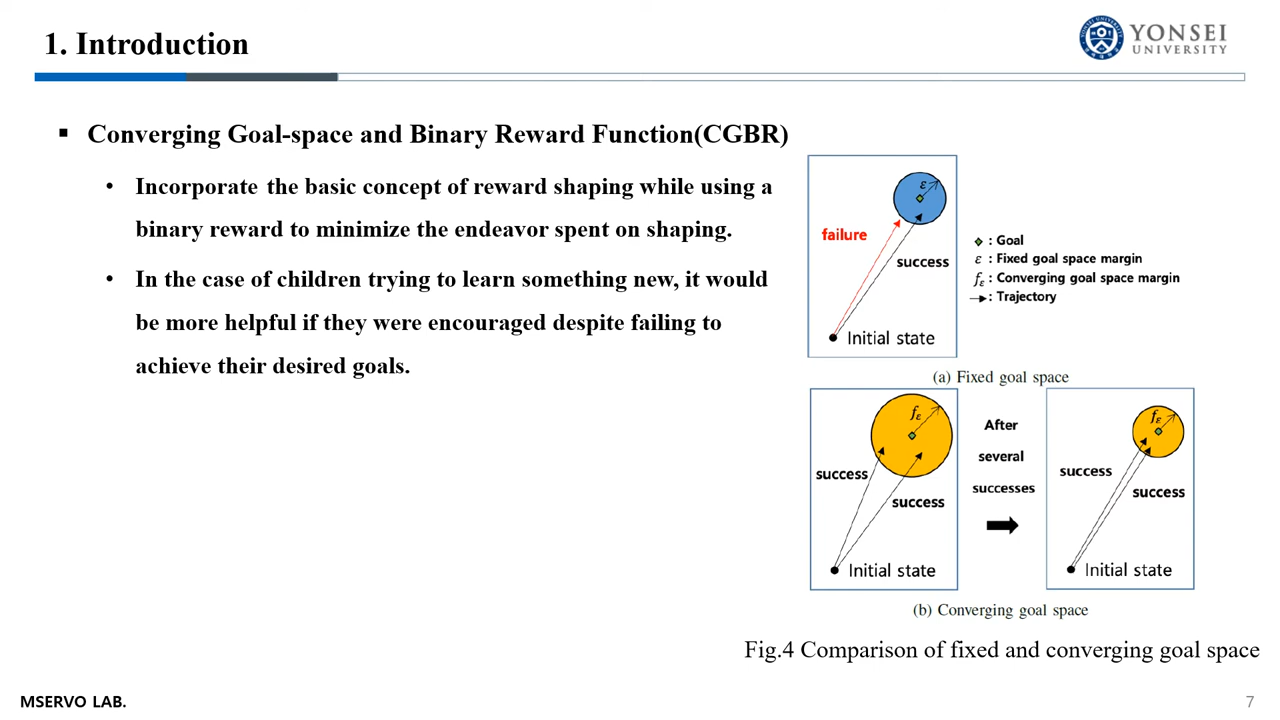 1. Introduction
YONSEI
UNIVERSITY
▪ Converging Goal-space and Binary Reward Function(CGBR)
• Incorporate the basic concept of reward shaping while using a
binary reward to minimize the endeavor spent on shaping.
• In the case of children trying to learn something new, it would
be more helpful if they were encouraged despite failing to
achieve their desired goals.
ε
failure
success
Initial state
: Goal
ε : Fixed goal space margin
fε : Converging goal space margin
: Trajectory
(a) Fixed goal space
fε
success
success
Initial state
After
several
successes
fε
success
success
Initial state
(b) Converging goal space
Fig.4 Comparison of fixed and converging goal space
MSERVO LAB.
7